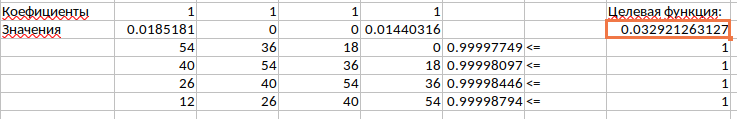 Коефициенты 1 1 1 1 Целевая функция:
Значения 0.0185181 0 0 0.01440316 0.032921263127
54 36 18 0 0.99997749 <= 1
40 54 36 18 0.99998097 <= 1
26 40 54 36 0.99998446 <= 1
12 26 40 54 0.99998794 <= 1